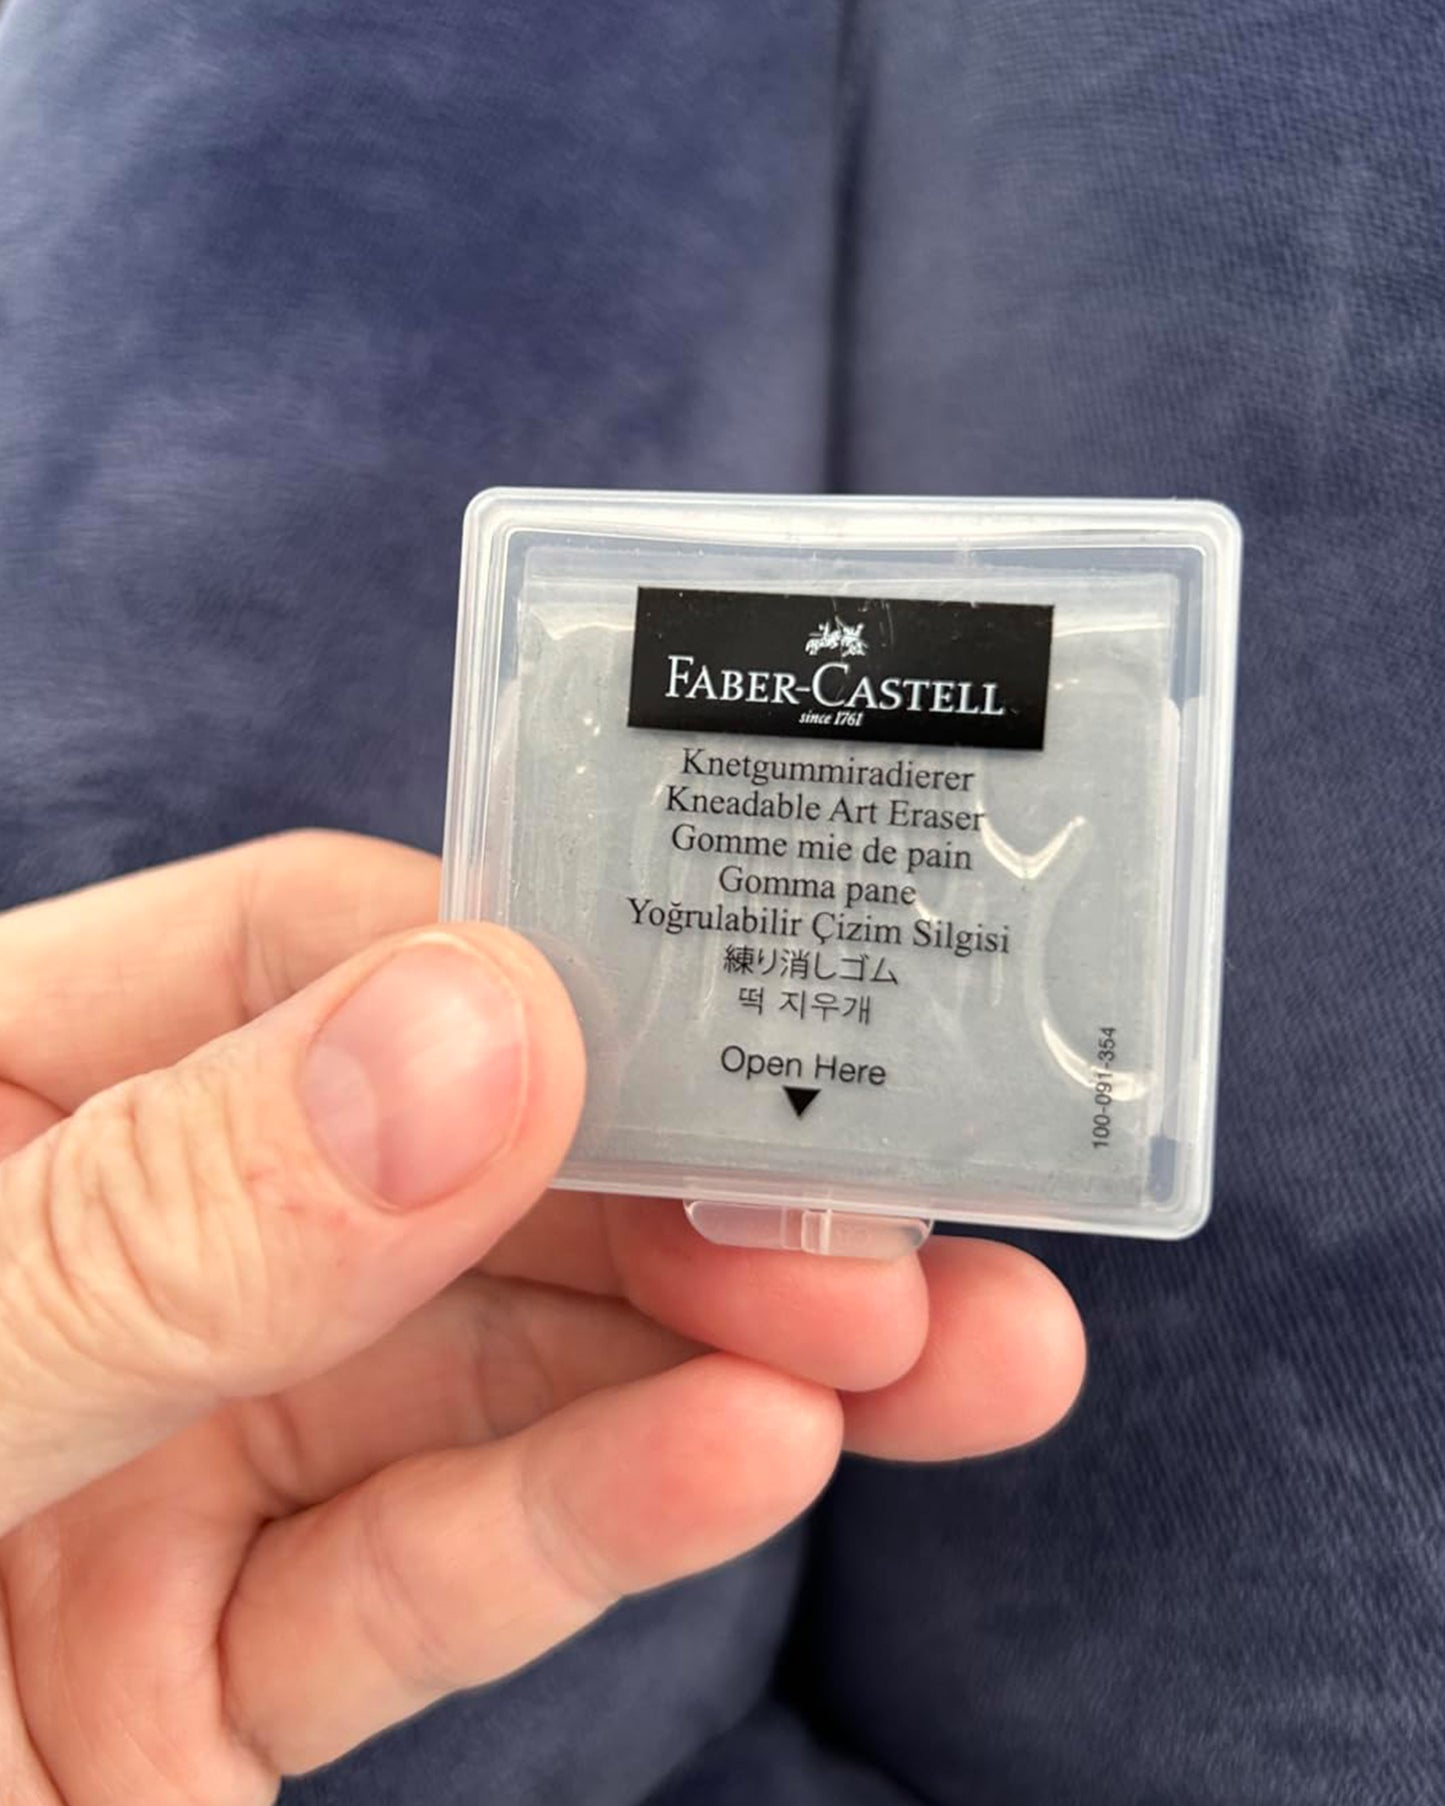 FABER-CASTELL
since 1761
Knetgummiradierer
Kneadable Art Eraser
Gomme mie de pain
Gomma pane
Yoğrulabilir Çizim Silgisi
練り消しゴム
떡 지우개
Open Here
100-091-354